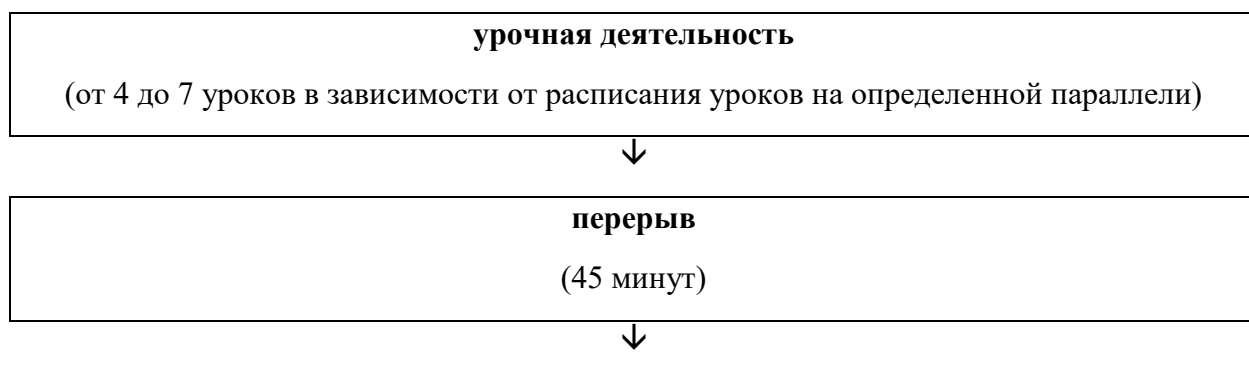 урочная деятельность
(от 4 до 7 уроков в зависимости от расписания уроков на определенной параллели)
↓
перерыв
(45 минут)
↓